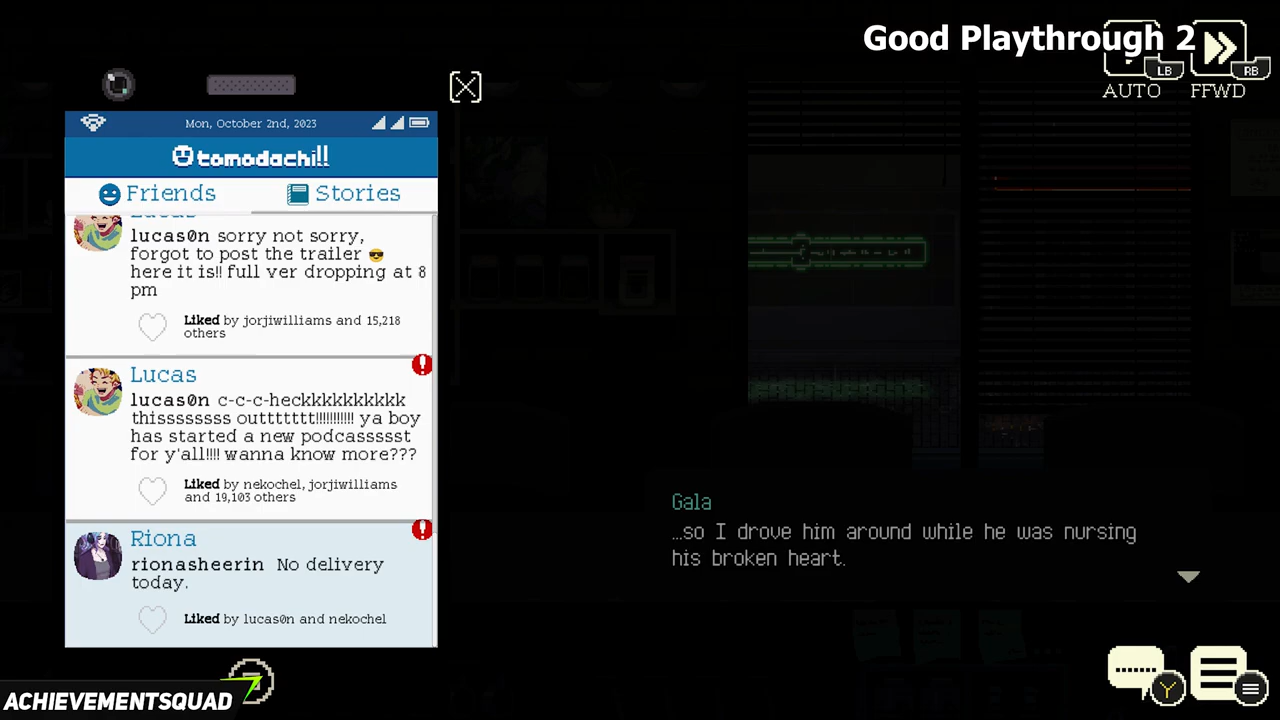 Good Playthrough 2
LB
RB
AUTO
FFWD
Mon, October 2nd, 2023
tomodachi!!
Friends
Stories
lucas0n sorry not sorry,
forgot to post the trailer 😎
here it is!! full ver dropping at 8
pm
Liked by jorjiwilliams and 15,218
others
Lucas
lucas0n c-c-c-heckkkkkkkkkk
thisssssss outttttt!!!!!!!!!!! ya boy
has started a new podcasssst
for y'all!!!! wanna know more???
Liked by nekochel, jorjiwilliams
and 19,103 others
Riona
rionasheerin No delivery
today.
Liked by lucas0n and nekochel
Gala
...so I drove him around while he was nursing
his broken heart.
Y
ACHIEVEMENTSQUAD